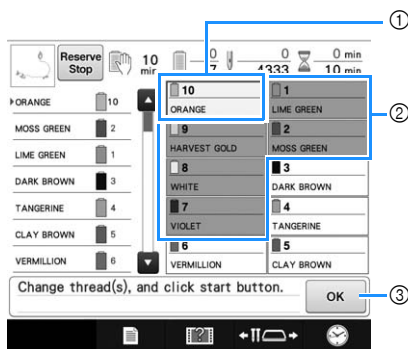 ①
Reserve Stop
10 min
0
7
0
4333
0 min
10 min
ORANGE 10
MOSS GREEN 2
LIME GREEN 1
DARK BROWN 3
TANGERINE 4
CLAY BROWN 5
VERMILLION 6
10 ORANGE
1 LIME GREEN
②
9 HARVEST GOLD
2 MOSS GREEN
8 WHITE
3 DARK BROWN
7 VIOLET
4 TANGERINE
6 VERMILLION
5 CLAY BROWN
Change thread(s), and click start button.
OK
③